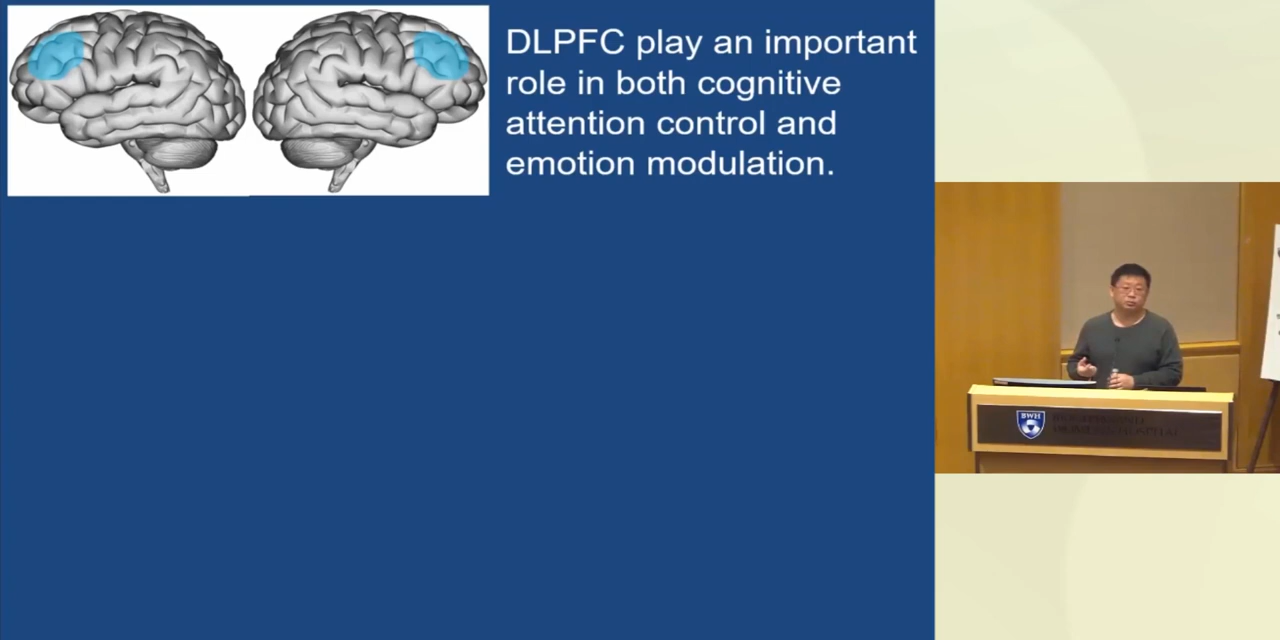 DLPFC play an important
role in both cognitive
attention control and
emotion modulation.
BWH